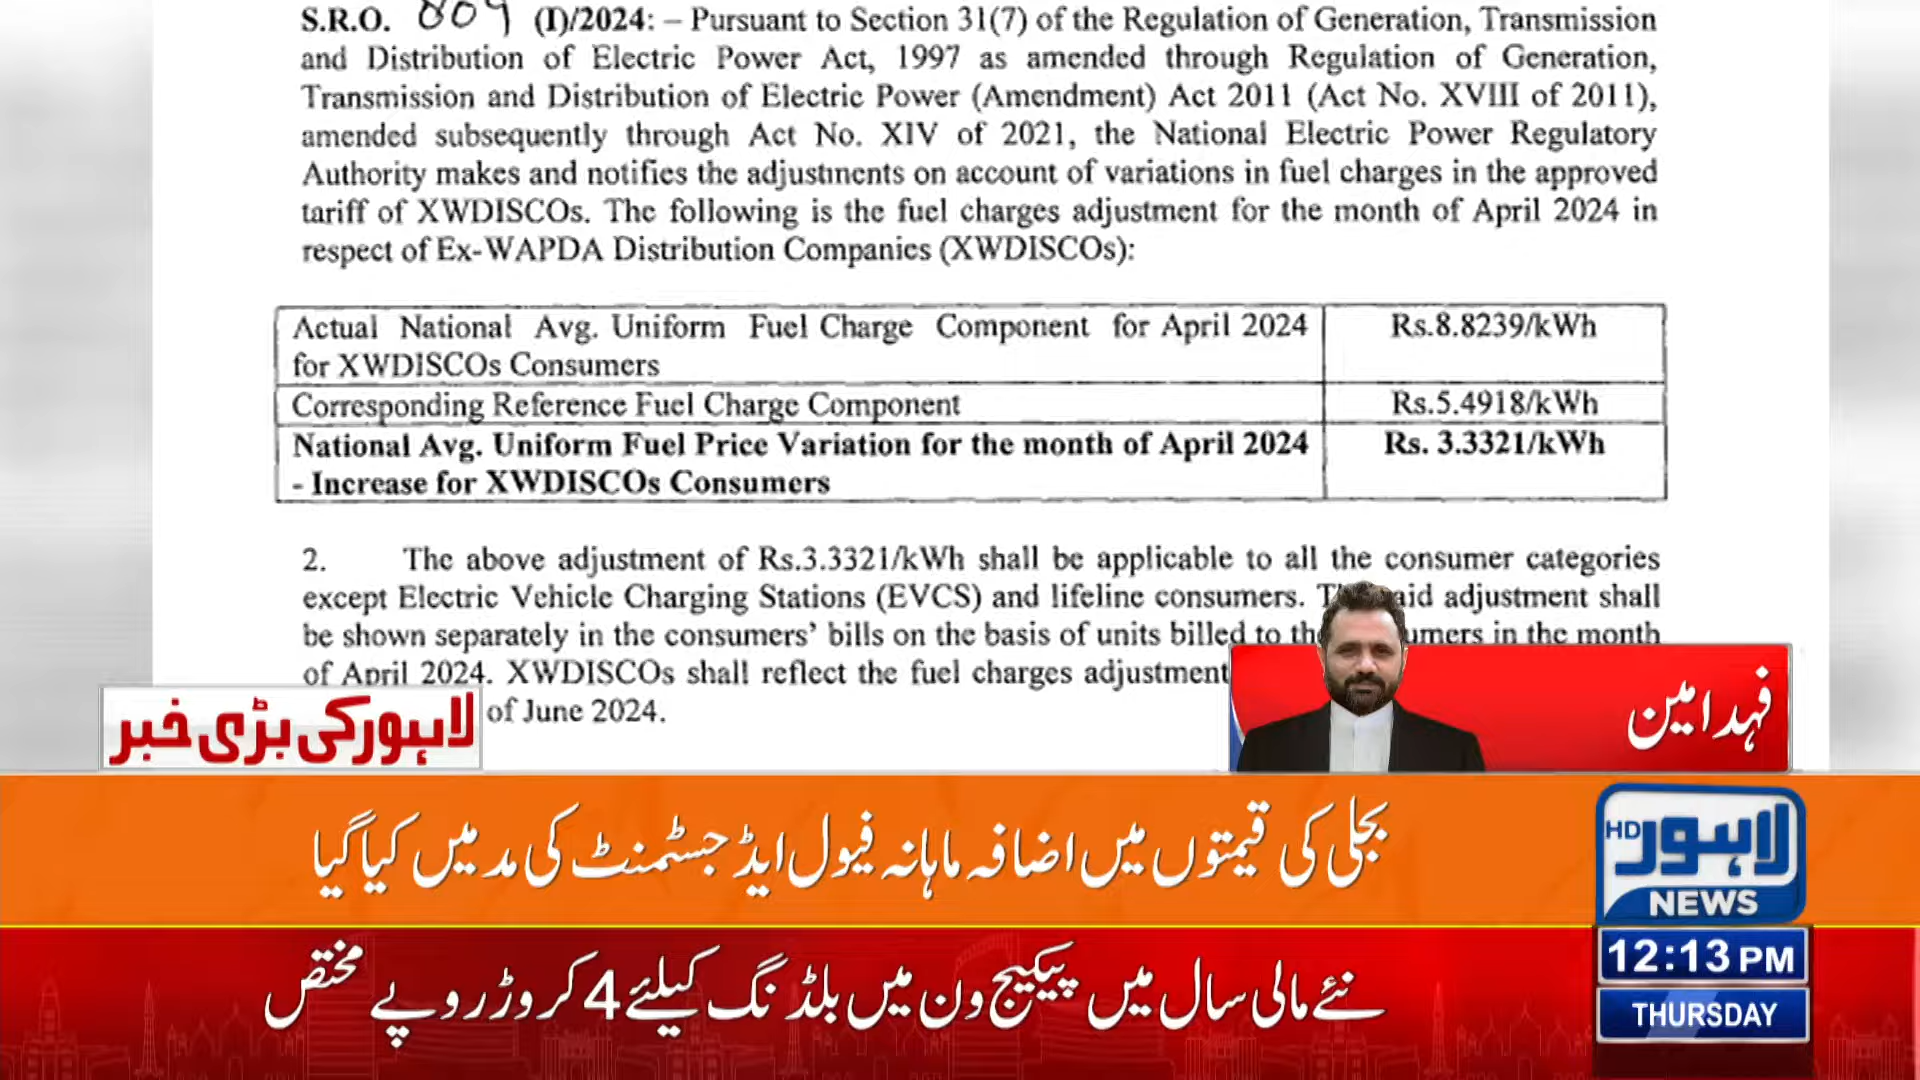 S.R.O. 809 (I)/2024: – Pursuant to Section 31(7) of the Regulation of Generation, Transmission
and Distribution of Electric Power Act, 1997 as amended through Regulation of Generation,
Transmission and Distribution of Electric Power (Amendment) Act 2011 (Act No. XVIII of 2011),
amended subsequently through Act No. XIV of 2021, the National Electric Power Regulatory
Authority makes and notifies the adjustments on account of variations in fuel charges in the approved
tariff of XWDISCOs. The following is the fuel charges adjustment for the month of April 2024 in
respect of Ex-WAPDA Distribution Companies (XWDISCOs):
Actual National Avg. Uniform Fuel Charge Component for April 2024 Rs.8.8239/kWh
for XWDISCOs Consumers
Corresponding Reference Fuel Charge Component Rs.5.4918/kWh
National Avg. Uniform Fuel Price Variation for the month of April 2024 Rs. 3.3321/kWh
- Increase for XWDISCOs Consumers
2. The above adjustment of Rs.3.3321/kWh shall be applicable to all the consumer categories
except Electric Vehicle Charging Stations (EVCS) and lifeline consumers. adjustment shall
be shown separately in the consumers' bills on the basis of units billed to in the month
of April 2024. XWDISCOs shall reflect the fuel charges adjustment
of June 2024.
فہد امین
لاہور کی بڑی خبر
بجلی کی قیمتوں میں اضافہ ماہانہ فیول ایڈجسٹمنٹ کی مد میں کیا گیا
لاہور HD
NEWS
نئے مالی سال میں پیکیج ون میں بلڈنگ کیلئے 4 کروڑ روپے مختص
12:13 PM
THURSDAY